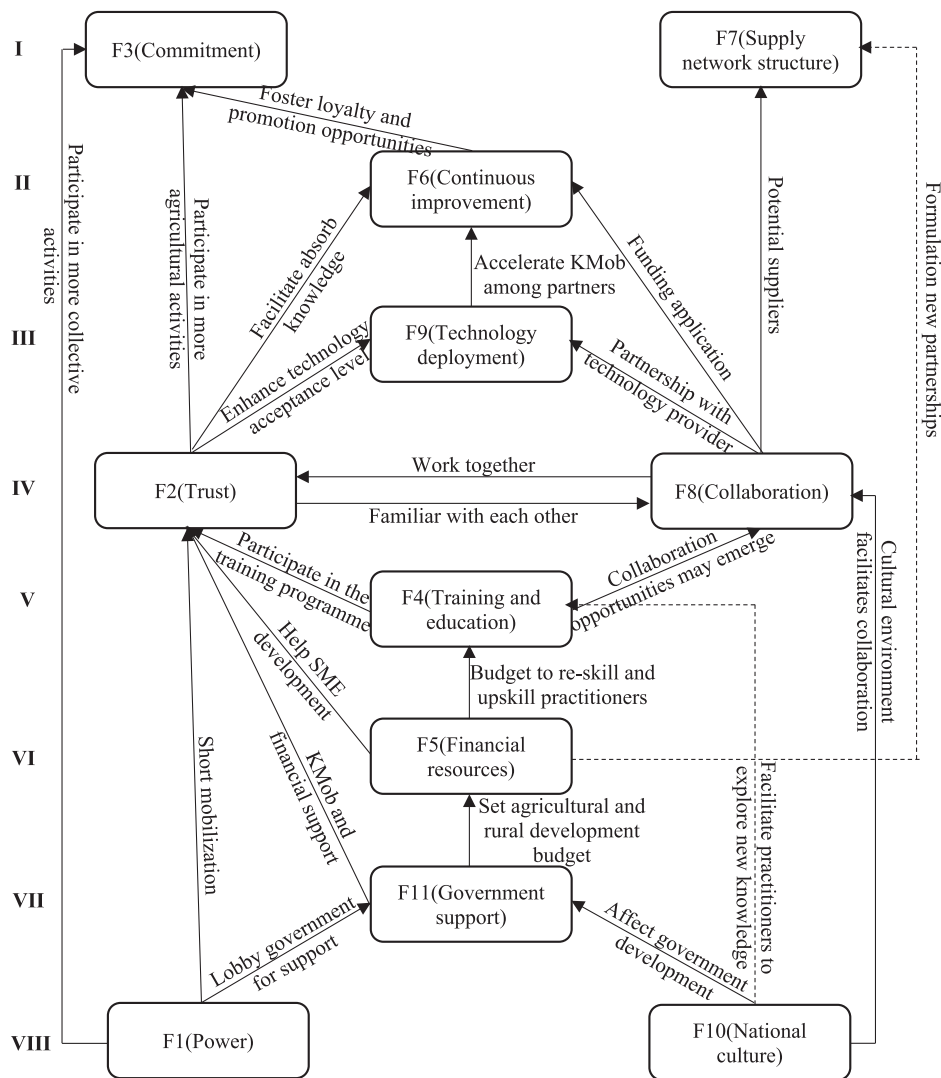 I
F3(Commitment)
F7(Supply
network structure)
Foster loyalty and
promotion opportunities
II
F6(Continuous
improvement)
Participate in more collective
activities
Participate in more
agricultural activities
Facilitate absorb
knowledge
Accelerate KMob
among partners
Funding application
Potential suppliers
Formulation new partnerships
III
F9(Technology
deployment)
Enhance technology
acceptance level
Partnership with
technology provider
IV
F2(Trust)
Work together
Familiar with each other
F8(Collaboration)
Participate in the
training programme
Collaboration
opportunities may emerge
Cultural environment
facilitates collaboration
V
F4(Training and
education)
Help SME
development
Budget to re-skill and
upskill practitioners
VI
F5(Financial
resources)
Short mobilization
KMob and
financial support
Set agricultural and
rural development
budget
Facilitate practitioners to
explore new knowledge
VII
F11(Government
support)
Lobby government
for support
Affect government
development
VIII
F1(Power)
F10(National
culture)